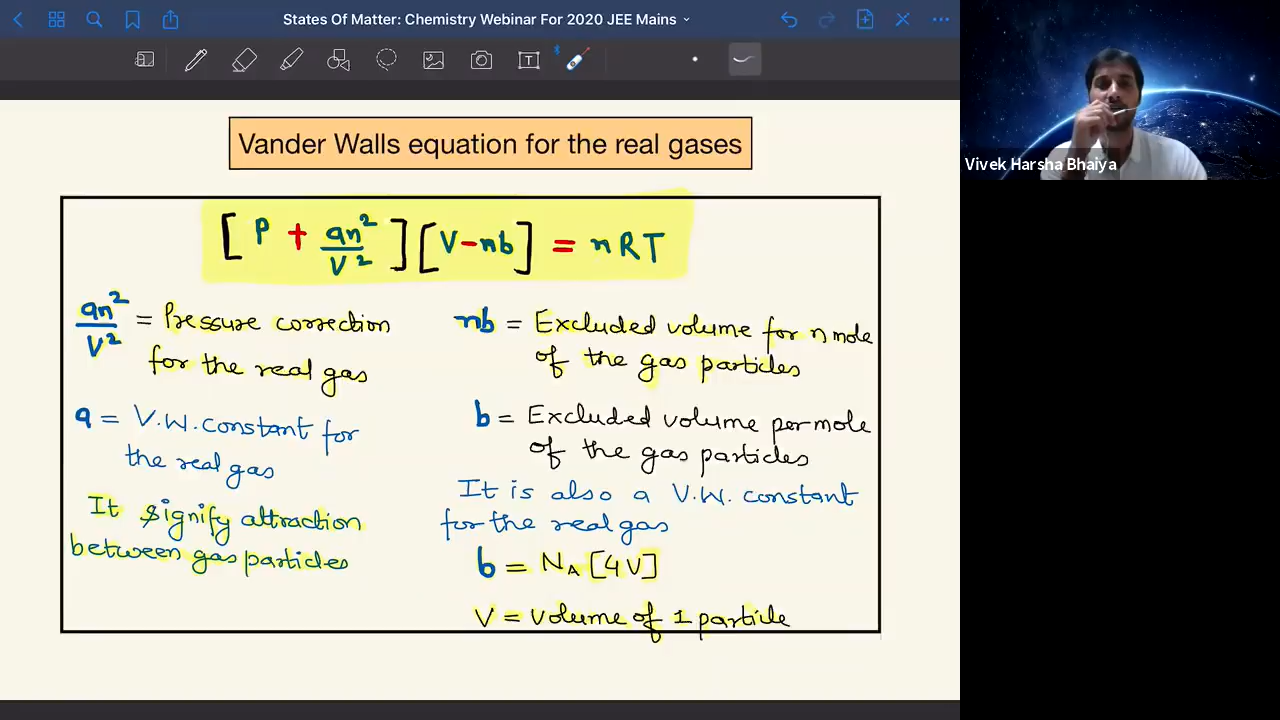 States Of Matter: Chemistry Webinar For 2020 JEE Mains
T
Vivek Harsha Bhaiya
Vander Walls equation for the real gases
[P + an²/V²][V-nb] = nRT
an²/V² = Pressure correction
for the real gas
a = V.W. constant for
the real gas
It signify attraction
between gas particles
nb = Excluded volume for n mole
of the gas particles
b = Excluded volume per mole
of the gas particles
It is also a V.W. constant
for the real gas
b = N_A [4V]
V = volume of 1 particle